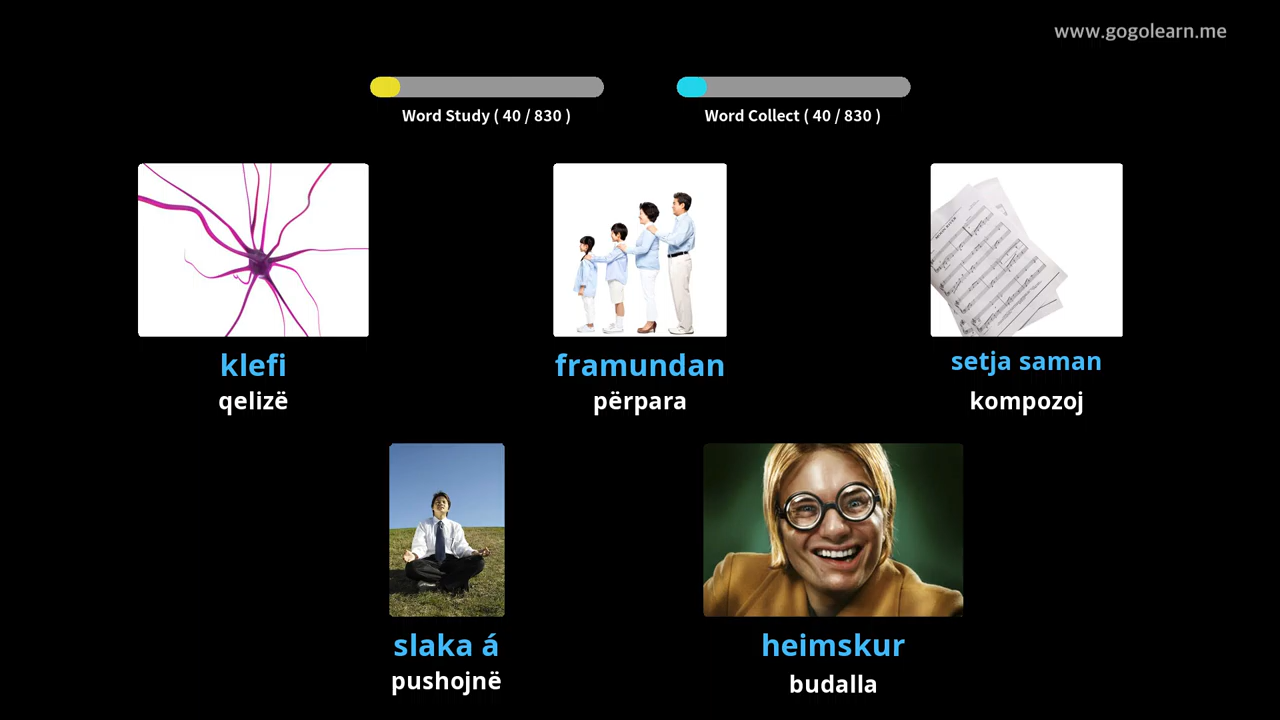 www.gogolearn.me
Word Study ( 40 / 830 )
Word Collect ( 40 / 830 )
klefi
qelizë
framundan
përpara
setja saman
kompozoj
slaka á
pushojnë
heimskur
budalla